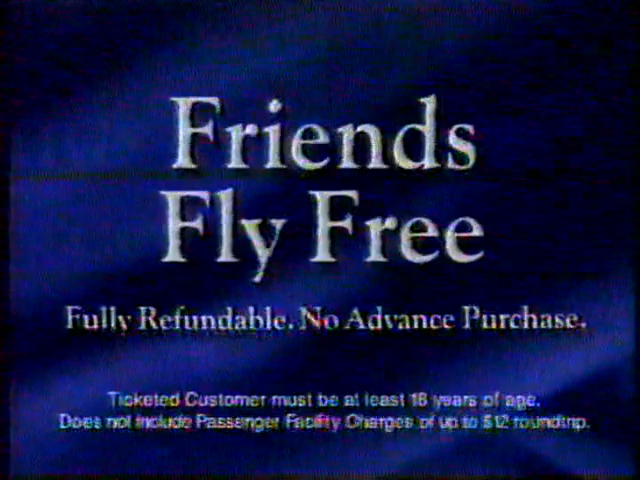 Friends
Fly Free
Fully Refundable. No Advance Purchase.
Ticketed Customer must be at least 18 years of age.
Does not include Passenger Facility Charges of up to $12 roundtrip.